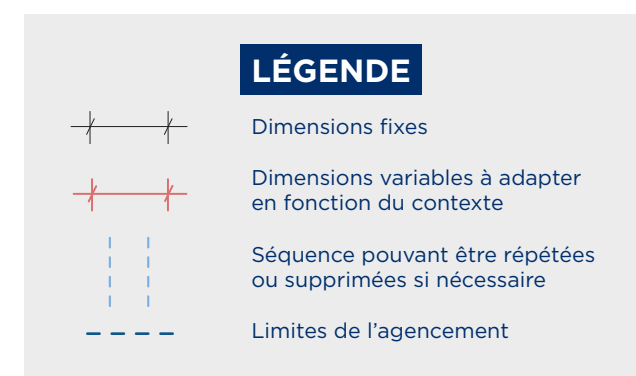 LÉGENDE
Dimensions fixes
Dimensions variables à adapter
en fonction du contexte
Séquence pouvant être répétées
ou supprimées si nécessaire
Limites de l'agencement